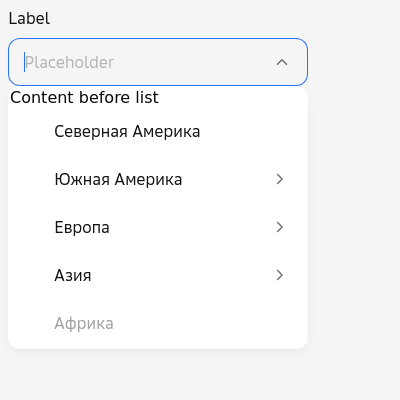 Label
Placeholder
Content before list
Северная Америка
Южная Америка
Европа
Азия
Африка